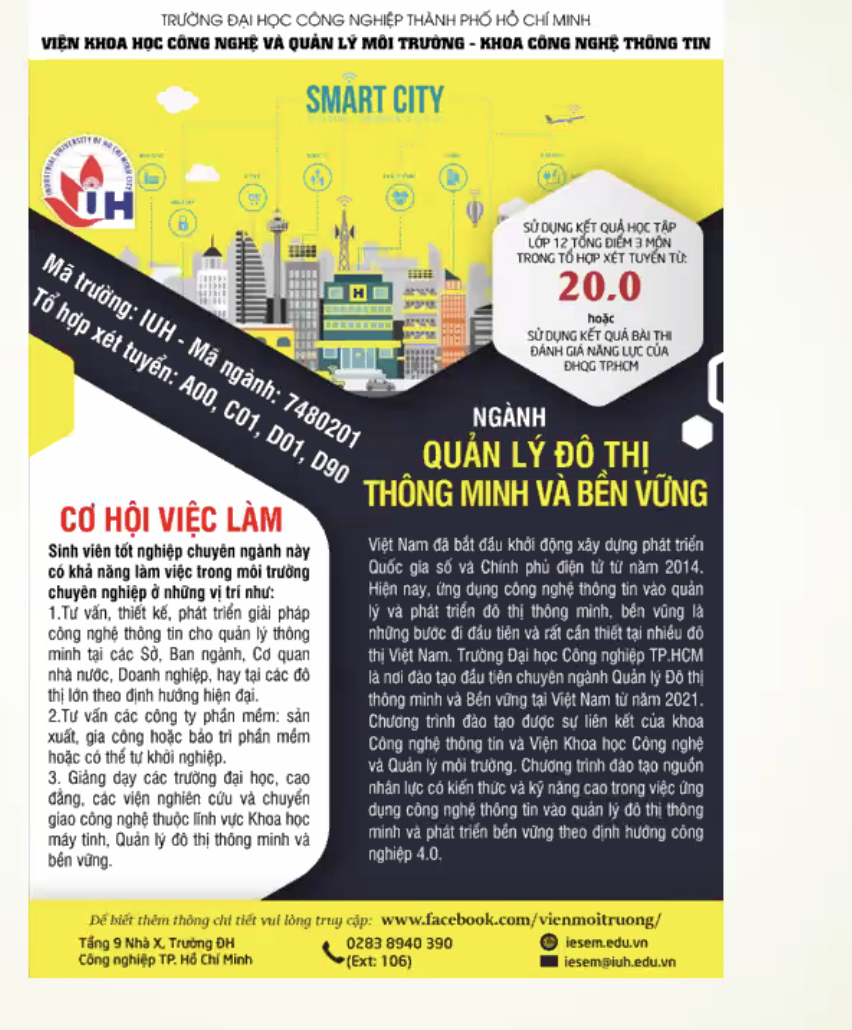 TRƯỜNG ĐẠI HỌC CÔNG NGHIỆP THÀNH PHỐ HỒ CHÍ MINH
VIỆN KHOA HỌC CÔNG NGHỆ VÀ QUẢN LÝ MÔI TRƯỜNG - KHOA CÔNG NGHỆ THÔNG TIN
SMART CITY
INDUSTRIAL UNIVERSITY OF HO CHI MINH CITY
IUH
H
SỬ DỤNG KẾT QUẢ HỌC TẬP
LỚP 12 TỔNG ĐIỂM 3 MÔN
TRONG TỔ HỢP XÉT TUYỂN TỪ:
20.0
hoặc
SỬ DỤNG KẾT QUẢ BÀI THI
ĐÁNH GIÁ NĂNG LỰC CỦA
ĐHQG TP.HCM
Mã trường: IUH - Mã ngành: 7480201
Tổ hợp xét tuyển: A00, C01, D01, D90
NGÀNH
QUẢN LÝ ĐÔ THỊ
THÔNG MINH VÀ BỀN VỮNG
CƠ HỘI VIỆC LÀM
Sinh viên tốt nghiệp chuyên ngành này
có khả năng làm việc trong môi trường
chuyên nghiệp ở những vị trí như:
1.Tư vấn, thiết kế, phát triển giải pháp
công nghệ thông tin cho quản lý thông
minh tại các Sở, Ban ngành, Cơ quan
nhà nước, Doanh nghiệp, hay tại các đô
thị lớn theo định hướng hiện đại.
2.Tư vấn các công ty phần mềm: sản
xuất, gia công hoặc bảo trì phần mềm
hoặc có thể tự khởi nghiệp.
3. Giảng dạy các trường đại học, cao
đẳng, các viện nghiên cứu và chuyển
giao công nghệ thuộc lĩnh vực Khoa học
máy tính, Quản lý đô thị thông minh và
bền vững.
Việt Nam đã bắt đầu khởi động xây dựng phát triển
Quốc gia số và Chính phủ điện tử từ năm 2014.
Hiện nay, ứng dụng công nghệ thông tin vào quản
lý và phát triển đô thị thông minh, bền vững là
những bước đi đầu tiên và rất cần thiết tại nhiều đô
thị Việt Nam. Trường Đại học Công nghiệp TP.HCM
là nơi đào tạo đầu tiên chuyên ngành Quản lý Đô thị
thông minh và Bền vững tại Việt Nam từ năm 2021.
Chương trình đào tạo được sự liên kết của khoa
Công nghệ thông tin và Viện Khoa học Công nghệ
và Quản lý môi trường. Chương trình đào tạo nguồn
nhân lực có kiến thức và kỹ năng cao trong việc ứng
dụng công nghệ thông tin vào quản lý đô thị thông
minh và phát triển bền vững theo định hướng công
nghiệp 4.0.
Để biết thêm thông chi tiết vui lòng truy cập: www.facebook.com/vienmoitruong/
Tầng 9 Nhà X, Trường ĐH
Công nghiệp TP. Hồ Chí Minh
0283 8940 390
(Ext: 106)
iesem.edu.vn
iesem@iuh.edu.vn